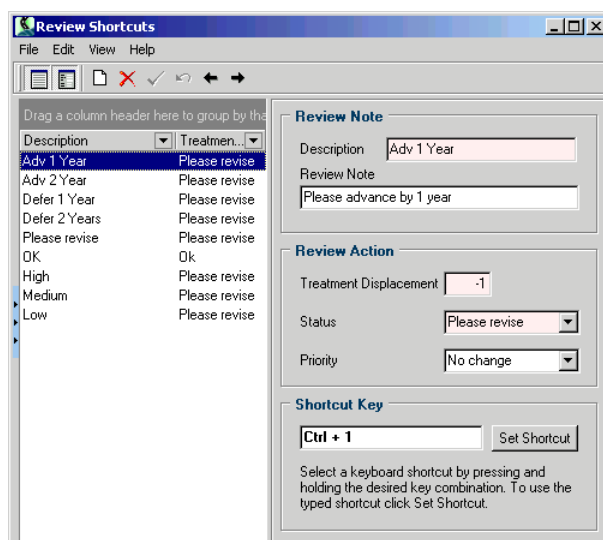 Review Shortcuts
File Edit View Help
Drag a column header here to group by tha
Description Treatmen...
Adv 1 Year Please revise
Adv 2 Year Please revise
Defer 1 Year Please revise
Defer 2 Years Please revise
Please revise Please revise
OK Ok
High Please revise
Medium Please revise
Low Please revise
Review Note
Description Adv 1 Year
Review Note
Please advance by 1 year
Review Action
Treatment Displacement -1
Status Please revise
Priority No change
Shortcut Key
Ctrl + 1 Set Shortcut
Select a keyboard shortcut by pressing and
holding the desired key combination. To use the
typed shortcut click Set Shortcut.